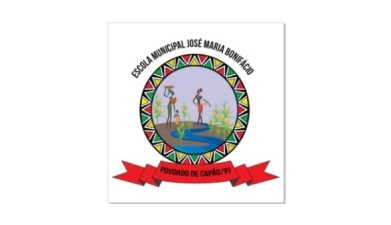 ESCOLA MUNICIPAL JOSÉ MARIA BONIFÁCIO
POVOADO DE CAPÃO/PI